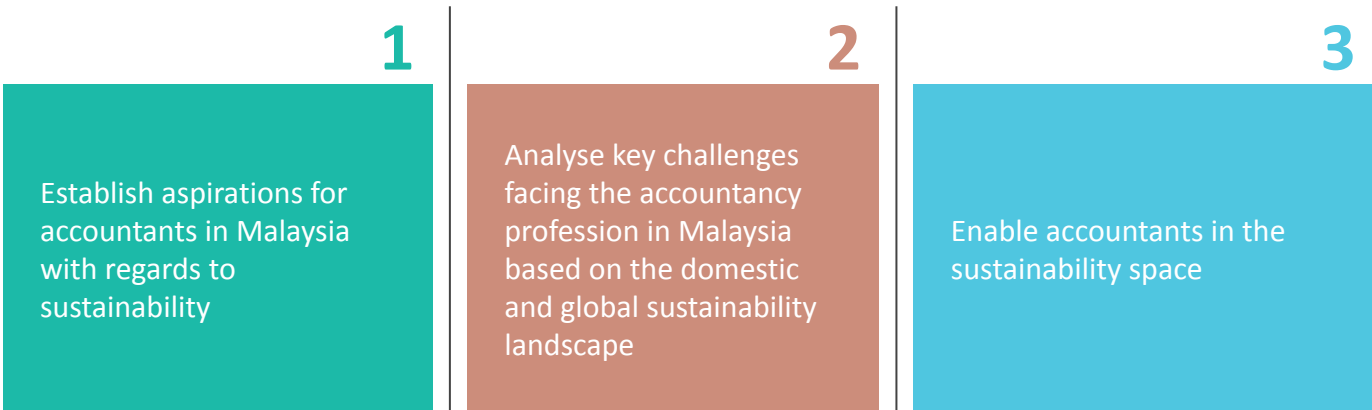 1
Establish aspirations for
accountants in Malaysia
with regards to
sustainability
2
Analyse key challenges
facing the accountancy
profession in Malaysia
based on the domestic
and global sustainability
landscape
3
Enable accountants in the
sustainability space